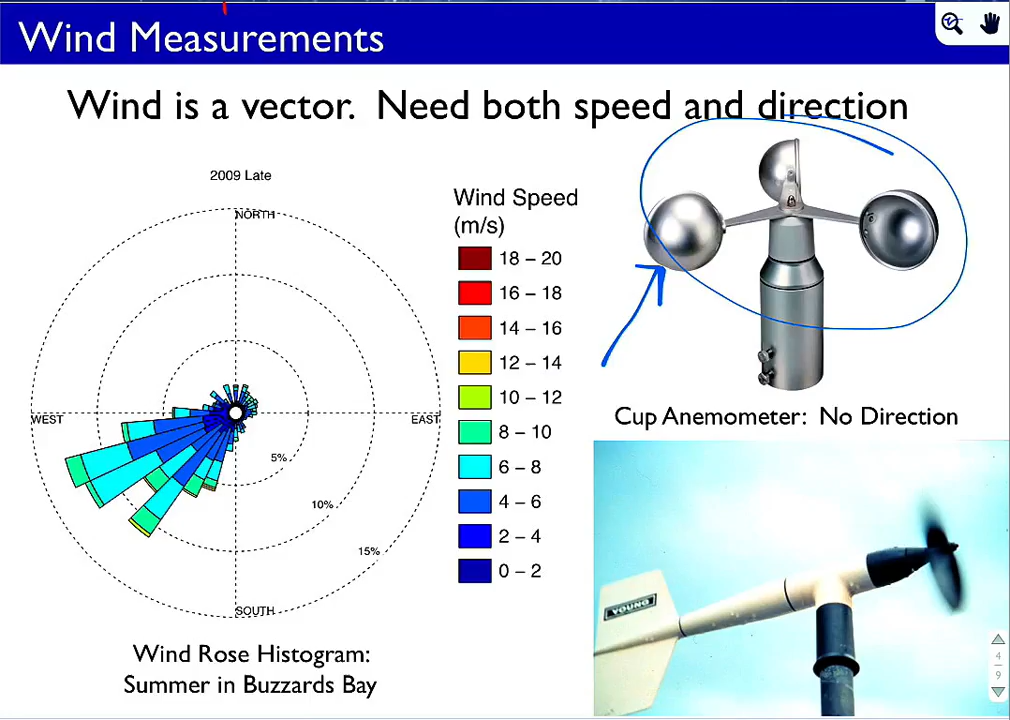 Wind Measurements
Wind is a vector. Need both speed and direction
2009 Late
NORTH
WEST
EAST
SOUTH
5%
10%
15%
Wind Speed
(m/s)
18 – 20
16 – 18
14 – 16
12 – 14
10 – 12
8 – 10
6 – 8
4 – 6
2 – 4
0 – 2
Wind Rose Histogram:
Summer in Buzzards Bay
Cup Anemometer: No Direction
YOUNG
4
9